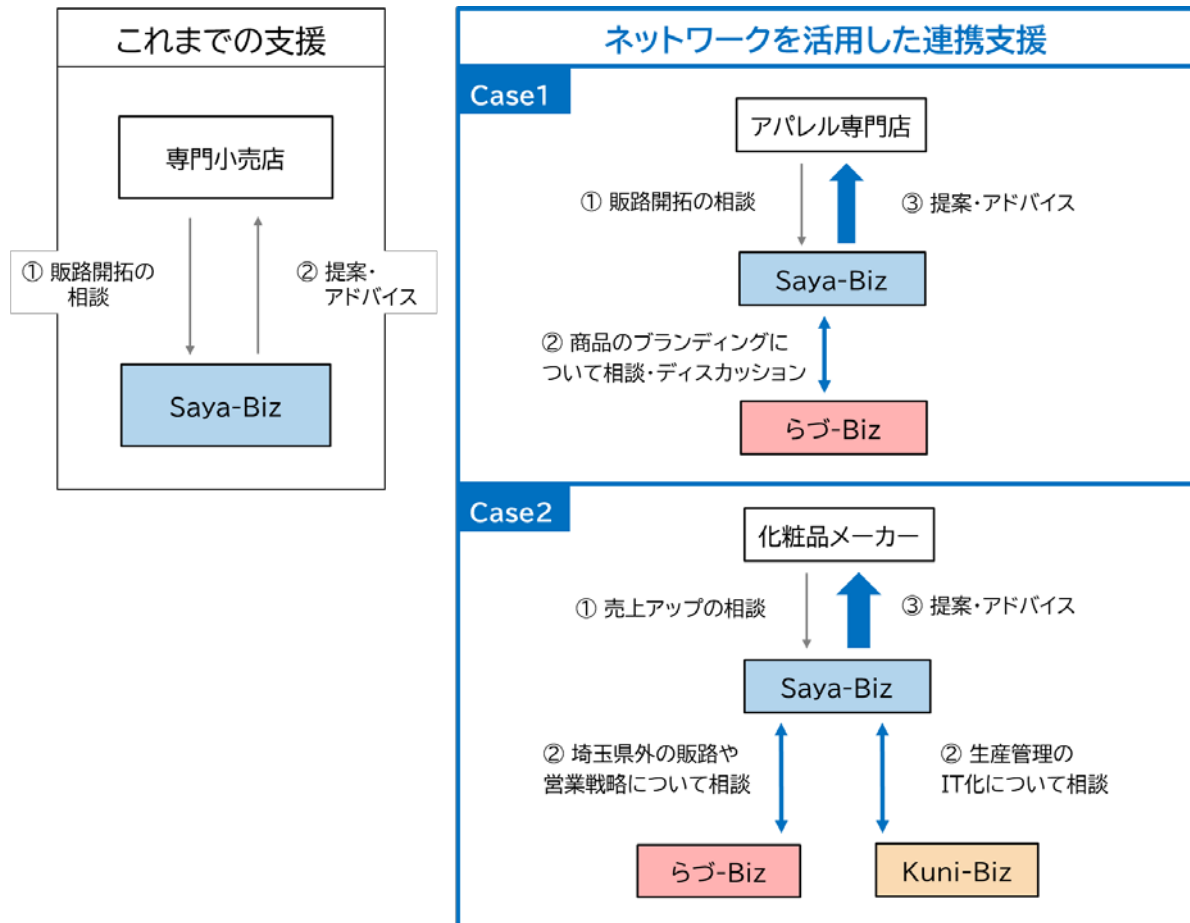 これまでの支援
専門小売店
① 販路開拓の
相談
② 提案・
アドバイス
Saya-Biz
ネットワークを活用した連携支援
Case1
アパレル専門店
① 販路開拓の相談
③ 提案・アドバイス
Saya-Biz
② 商品のブランディングに
ついて相談・ディスカッション
らづ-Biz
Case2
化粧品メーカー
① 売上アップの相談
③ 提案・アドバイス
Saya-Biz
② 埼玉県外の販路や
営業戦略について相談
② 生産管理の
IT化について相談
らづ-Biz
Kuni-Biz